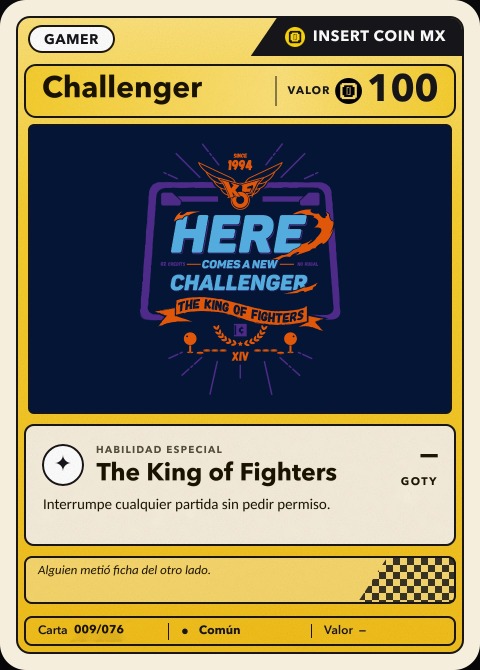 GAMER
INSERT COIN MX
Challenger
VALOR 100
SINCE
1994
HERE
COMES A NEW
CHALLENGER
THE KING OF FIGHTERS
XIV
HABILIDAD ESPECIAL
The King of Fighters
–
GOTY
Interrumpe cualquier partida sin pedir permiso.
Alguien metió ficha del otro lado.
Carta 009/076 • Común Valor –